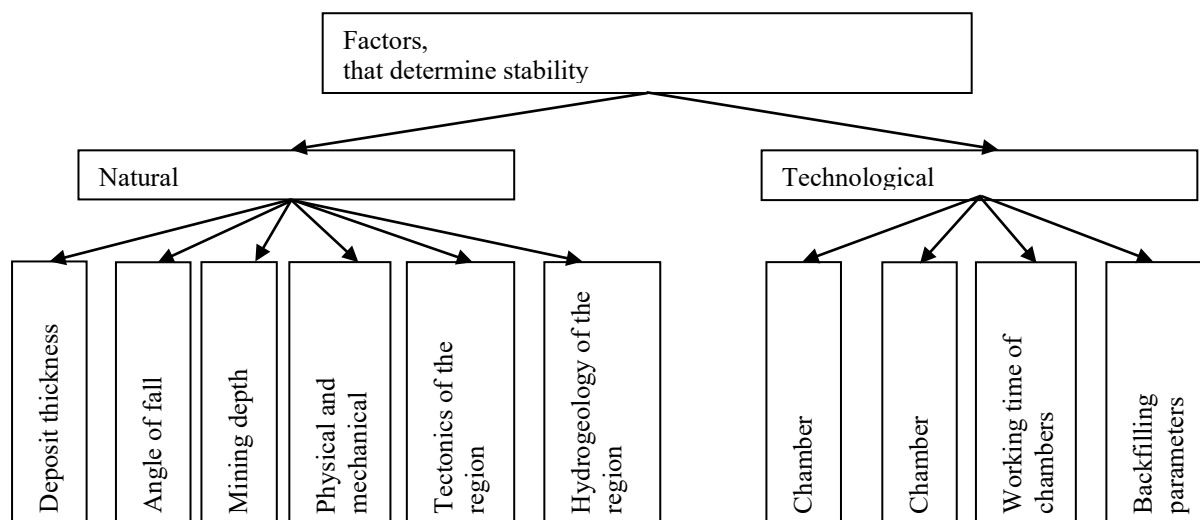 Factors,
that determine stability
Natural
Technological
Deposit thickness
Angle of fall
Mining depth
Physical and
mechanical
Tectonics of the
region
Hydrogeology of the
region
Chamber
Chamber
Working time of
chambers
Backfilling
parameters